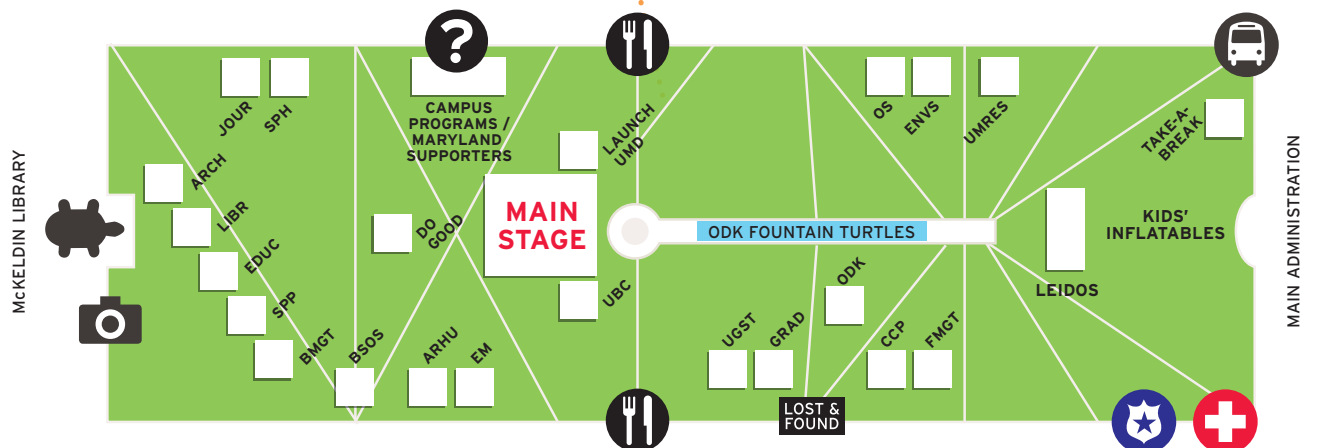 ?
JOUR
SPH
CAMPUS
PROGRAMS /
MARYLAND
SUPPORTERS
LAUNCH
UMD
OS
ENVS
UMRES
TAKE-A-
BREAK
McKELDIN LIBRARY
ARCH
LIBR
EDUC
SPP
BMGT
BSOS
DO
GOOD
MAIN
STAGE
ODK FOUNTAIN TURTLES
KIDS'
INFLATABLES
LEIDOS
MAIN ADMINISTRATION
UBC
ARHU
EM
UGST
GRAD
ODK
CCP
FMGT
LOST &
FOUND